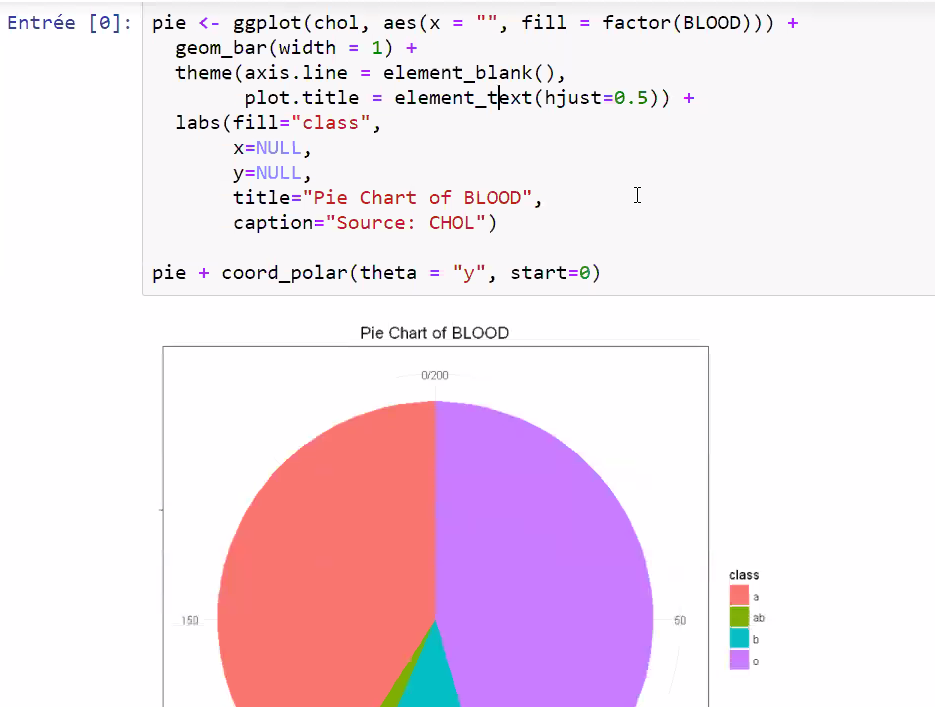 Entrée [0]: pie <- ggplot(chol, aes(x = "", fill = factor(BLOOD))) +
geom_bar(width = 1) +
theme(axis.line = element_blank(),
plot.title = element_text(hjust=0.5)) +
labs(fill="class",
x=NULL,
y=NULL,
title="Pie Chart of BLOOD",
caption="Source: CHOL")
pie + coord_polar(theta = "y", start=0)
Pie Chart of BLOOD
0/200
150
50
class
a
ab
b
o